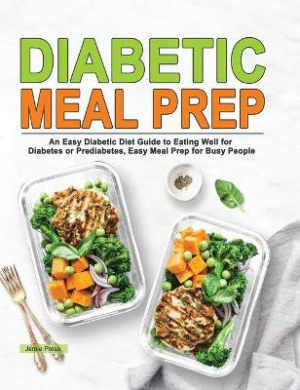 DIABETIC
MEAL PREP
An Easy Diabetic Diet Guide to Eating Well for
Diabetes or Prediabetes, Easy Meal Prep for Busy People
Jamie Press